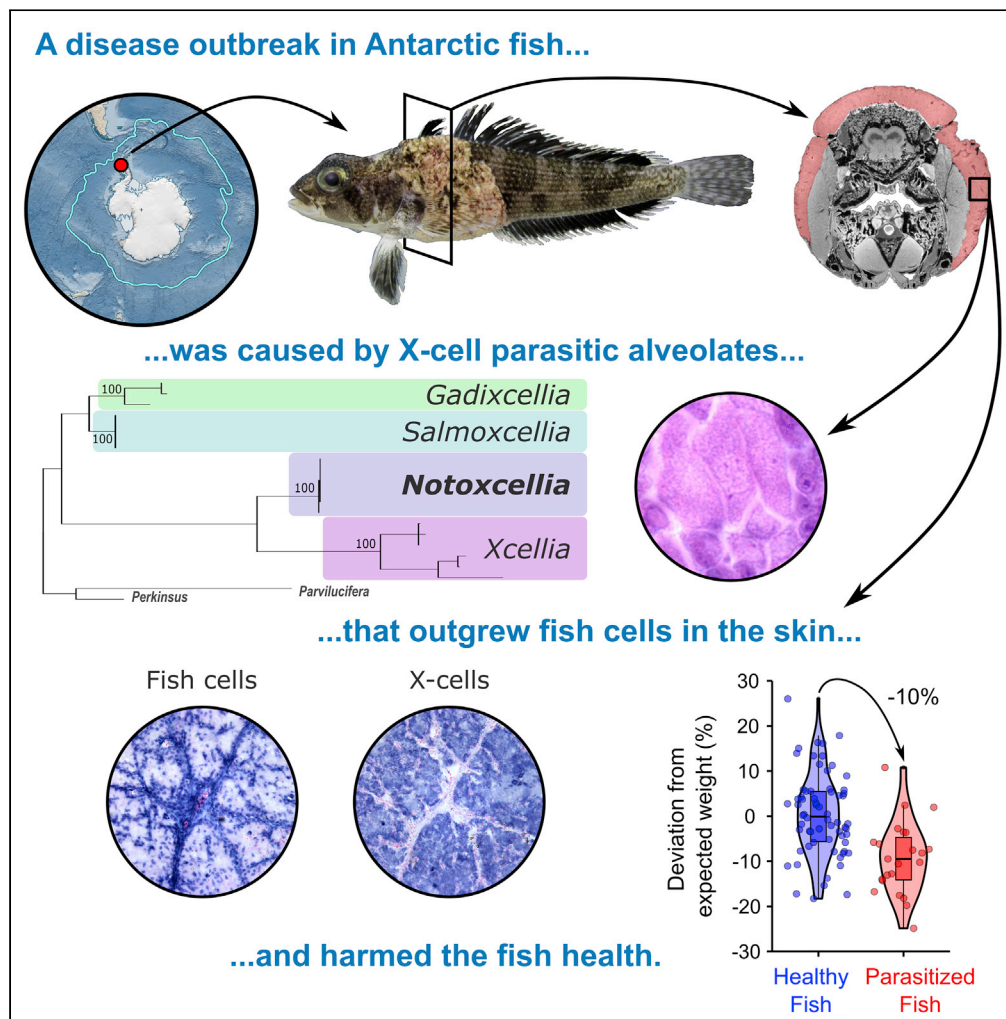 A disease outbreak in Antarctic fish...
...was caused by X-cell parasitic alveolates...
100
Gadixcellia
100
Salmoxcellia
100
Notoxcellia
100
Xcellia
Parvilucifera
Perkinsus
...that outgrew fish cells in the skin...
Fish cells
X-cells
Deviation from
expected weight (%)
30
20
10
0
-10
-20
-30
-10%
Healthy
Fish
Parasitized
Fish
...and harmed the fish health.